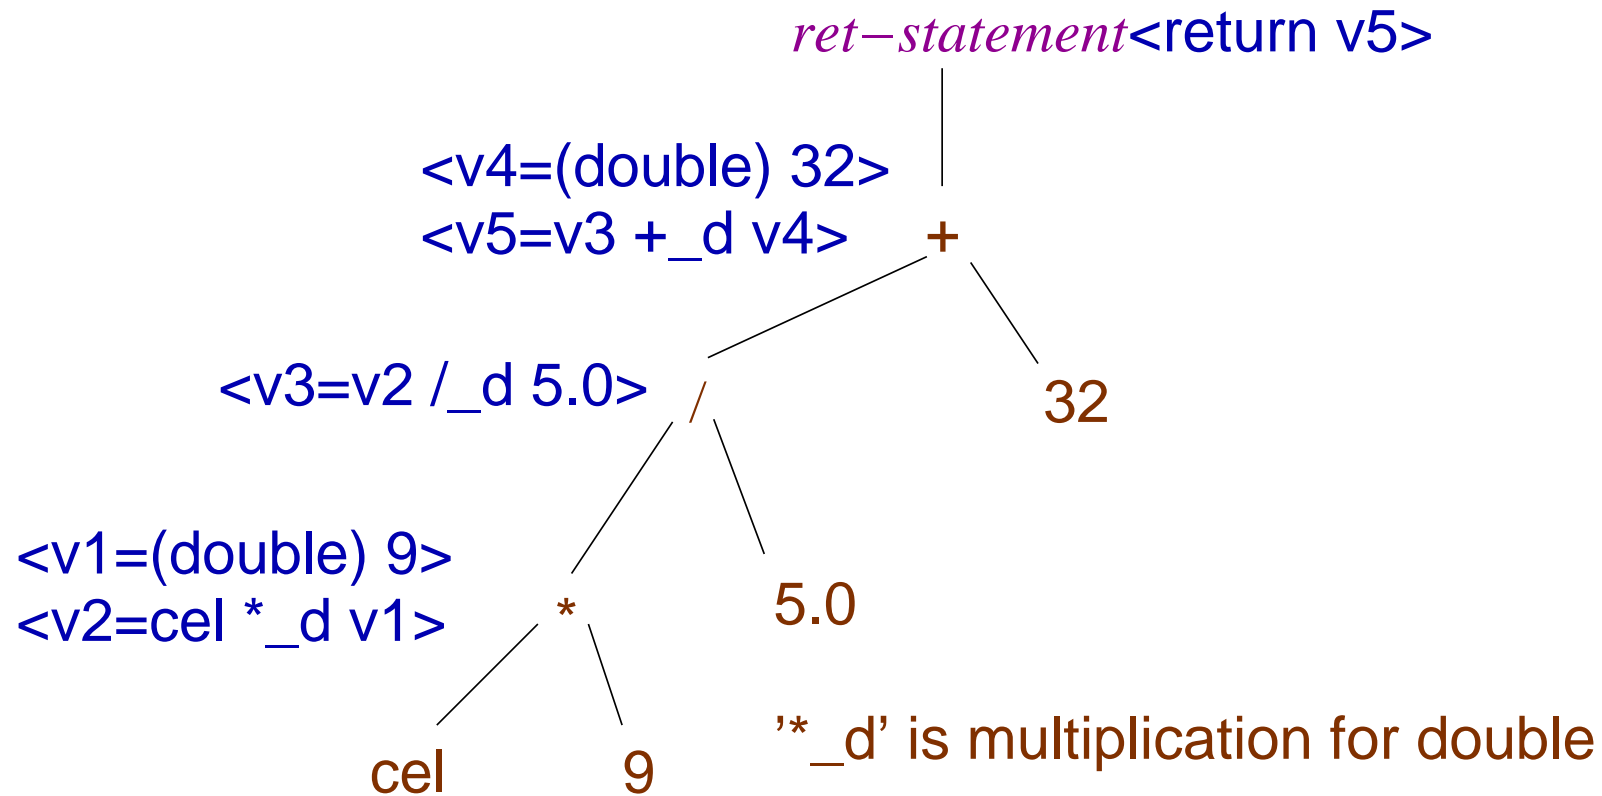 ret−statement<return v5>
<v4=(double) 32>
<v5=v3 +_d v4>
+
<v3=v2 /_d 5.0>
/
32
<v1=(double) 9>
<v2=cel *_d v1>
*
5.0
cel
9
’*_d’ is multiplication for double